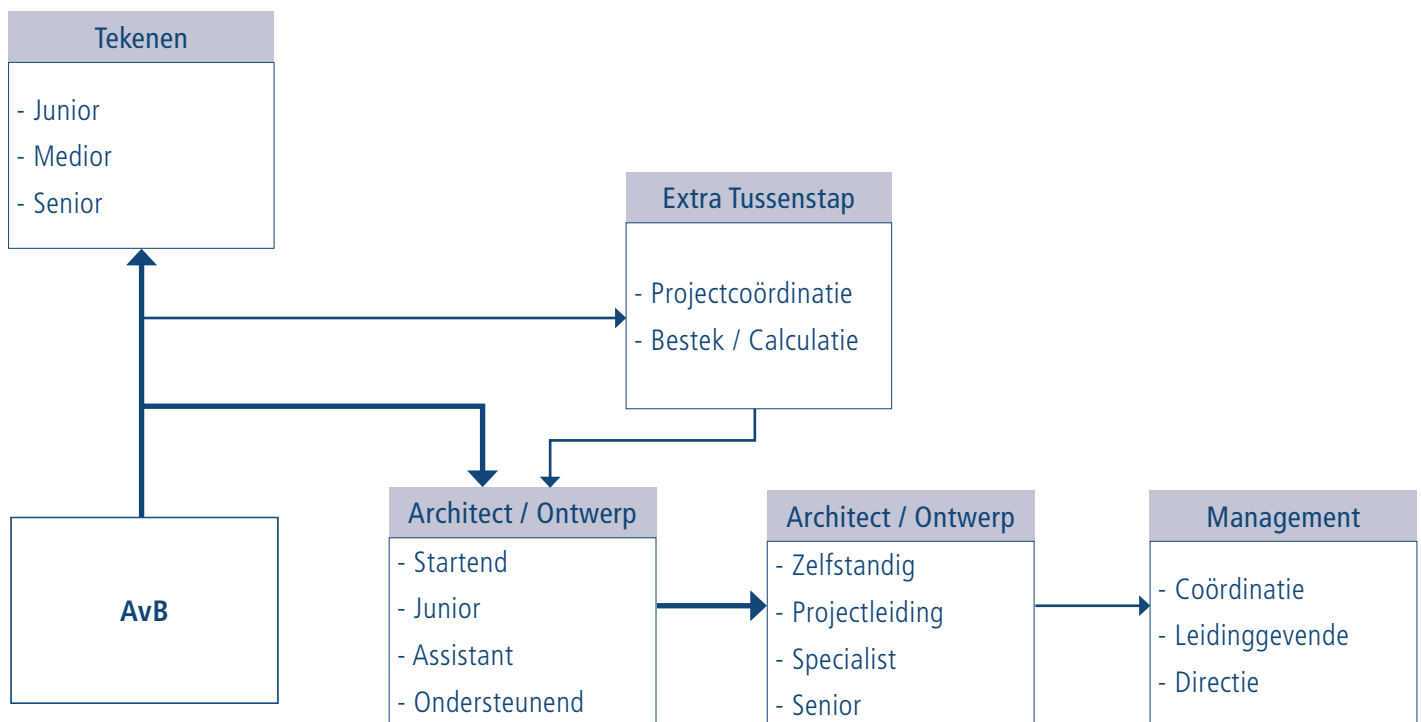 Tekenen
- Junior
- Medior
- Senior
Extra Tussenstap
- Projectcoördinatie
- Bestek / Calculatie
AvB
Architect / Ontwerp
- Startend
- Junior
- Assistant
- Ondersteunend
Architect / Ontwerp
- Zelfstandig
- Projectleiding
- Specialist
- Senior
Management
- Coördinatie
- Leidinggevende
- Directie